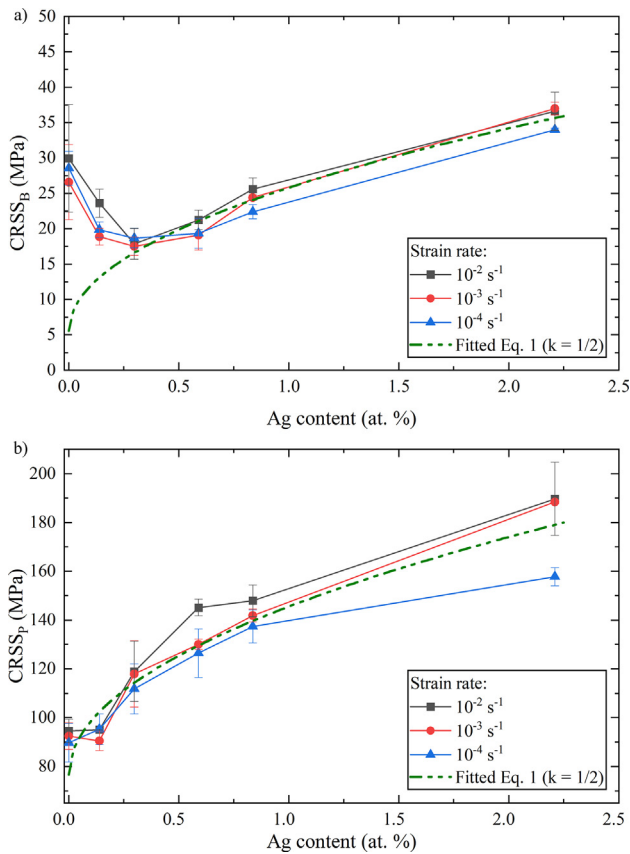 a)
50
45
40
35
30
25
20
15
10
5
0
CRSS_B (MPa)
0.0 0.5 1.0 1.5 2.0 2.5
Ag content (at. %)
Strain rate:
10⁻² s⁻¹
10⁻³ s⁻¹
10⁻⁴ s⁻¹
Fitted Eq. 1 (k = 1/2)
b)
200
180
160
140
120
100
80
CRSS_P (MPa)
0.0 0.5 1.0 1.5 2.0 2.5
Ag content (at. %)
Strain rate:
10⁻² s⁻¹
10⁻³ s⁻¹
10⁻⁴ s⁻¹
Fitted Eq. 1 (k = 1/2)